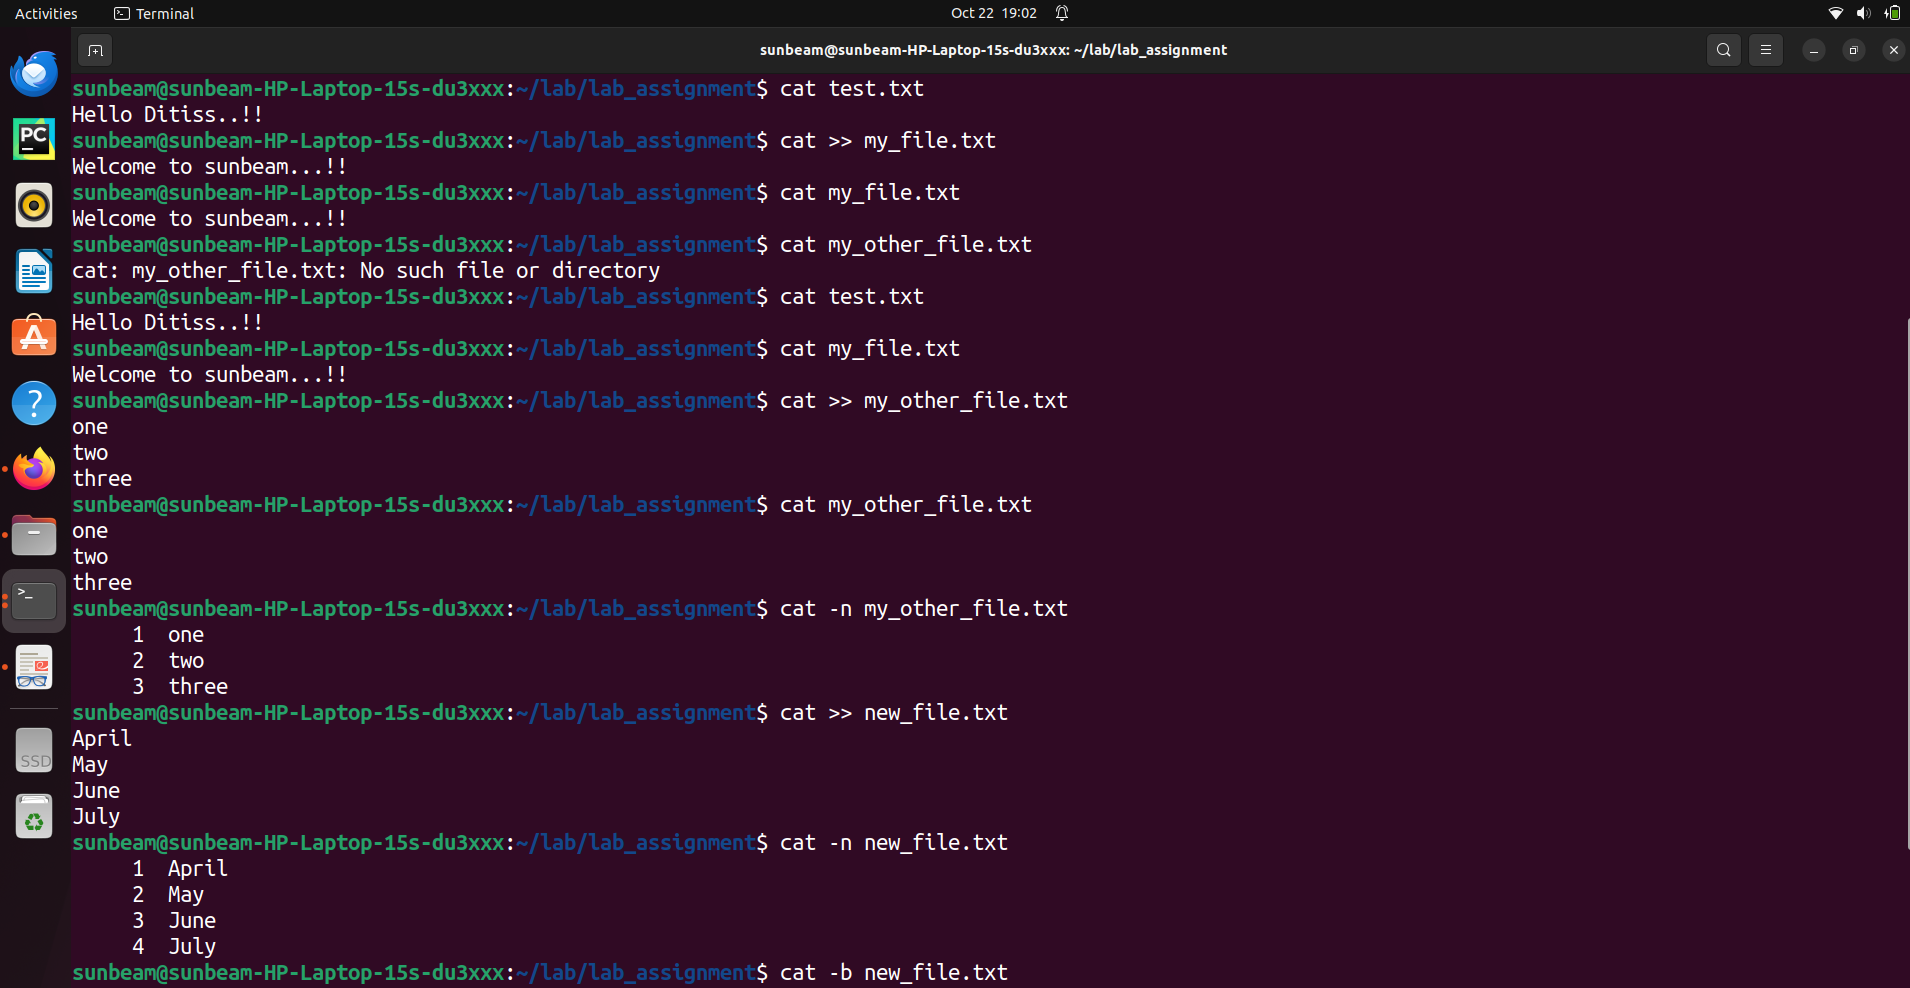 Activities Terminal Oct 22 19:02
sunbeam@sunbeam-HP-Laptop-15s-du3xxx: ~/lab/lab_assignment
sunbeam@sunbeam-HP-Laptop-15s-du3xxx:~/lab/lab_assignment$ cat test.txt
Hello Ditiss..!!
sunbeam@sunbeam-HP-Laptop-15s-du3xxx:~/lab/lab_assignment$ cat >> my_file.txt
Welcome to sunbeam...!!
sunbeam@sunbeam-HP-Laptop-15s-du3xxx:~/lab/lab_assignment$ cat my_file.txt
Welcome to sunbeam...!!
sunbeam@sunbeam-HP-Laptop-15s-du3xxx:~/lab/lab_assignment$ cat my_other_file.txt
cat: my_other_file.txt: No such file or directory
sunbeam@sunbeam-HP-Laptop-15s-du3xxx:~/lab/lab_assignment$ cat test.txt
Hello Ditiss..!!
sunbeam@sunbeam-HP-Laptop-15s-du3xxx:~/lab/lab_assignment$ cat my_file.txt
Welcome to sunbeam...!!
sunbeam@sunbeam-HP-Laptop-15s-du3xxx:~/lab/lab_assignment$ cat >> my_other_file.txt
one
two
three
sunbeam@sunbeam-HP-Laptop-15s-du3xxx:~/lab/lab_assignment$ cat my_other_file.txt
one
two
three
sunbeam@sunbeam-HP-Laptop-15s-du3xxx:~/lab/lab_assignment$ cat -n my_other_file.txt
1 one
2 two
3 three
sunbeam@sunbeam-HP-Laptop-15s-du3xxx:~/lab/lab_assignment$ cat >> new_file.txt
April
May
June
July
sunbeam@sunbeam-HP-Laptop-15s-du3xxx:~/lab/lab_assignment$ cat -n new_file.txt
1 April
2 May
3 June
4 July
sunbeam@sunbeam-HP-Laptop-15s-du3xxx:~/lab/lab_assignment$ cat -b new_file.txt
PC
?
>_
SSD